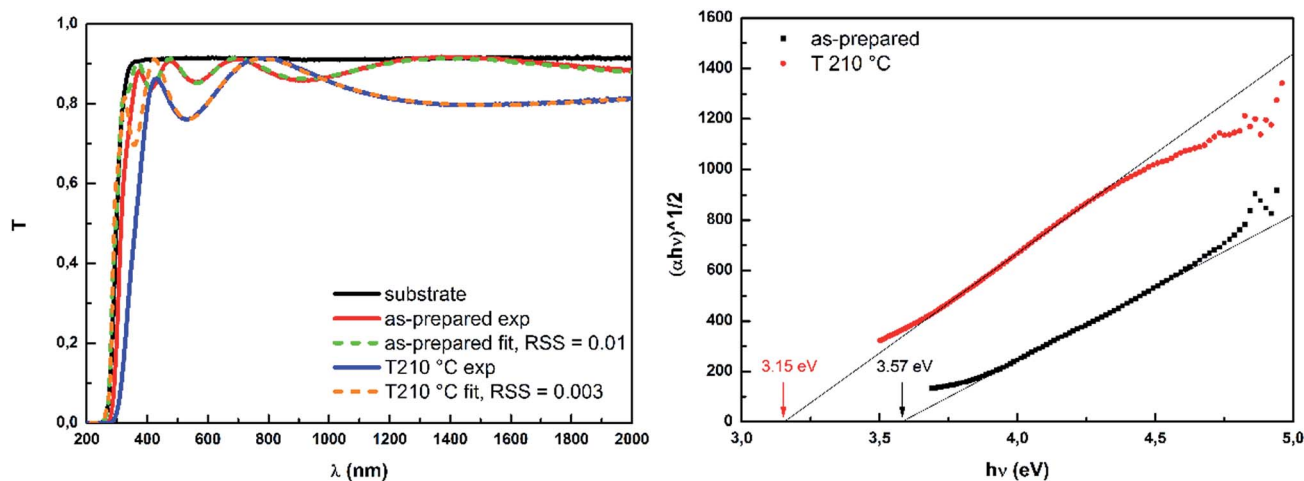 1,0
0,8
0,6
0,4
0,2
0,0
T
substrate
as-prepared exp
as-prepared fit, RSS = 0.01
T210 °C exp
T210 °C fit, RSS = 0.003
200 400 600 800 1000 1200 1400 1600 1800 2000
λ (nm)
1600
1400
1200
1000
800
600
400
200
0
(αhν)^1/2
as-prepared
T 210 °C
3.15 eV
3.57 eV
3,0 3,5 4,0 4,5 5,0
hν (eV)